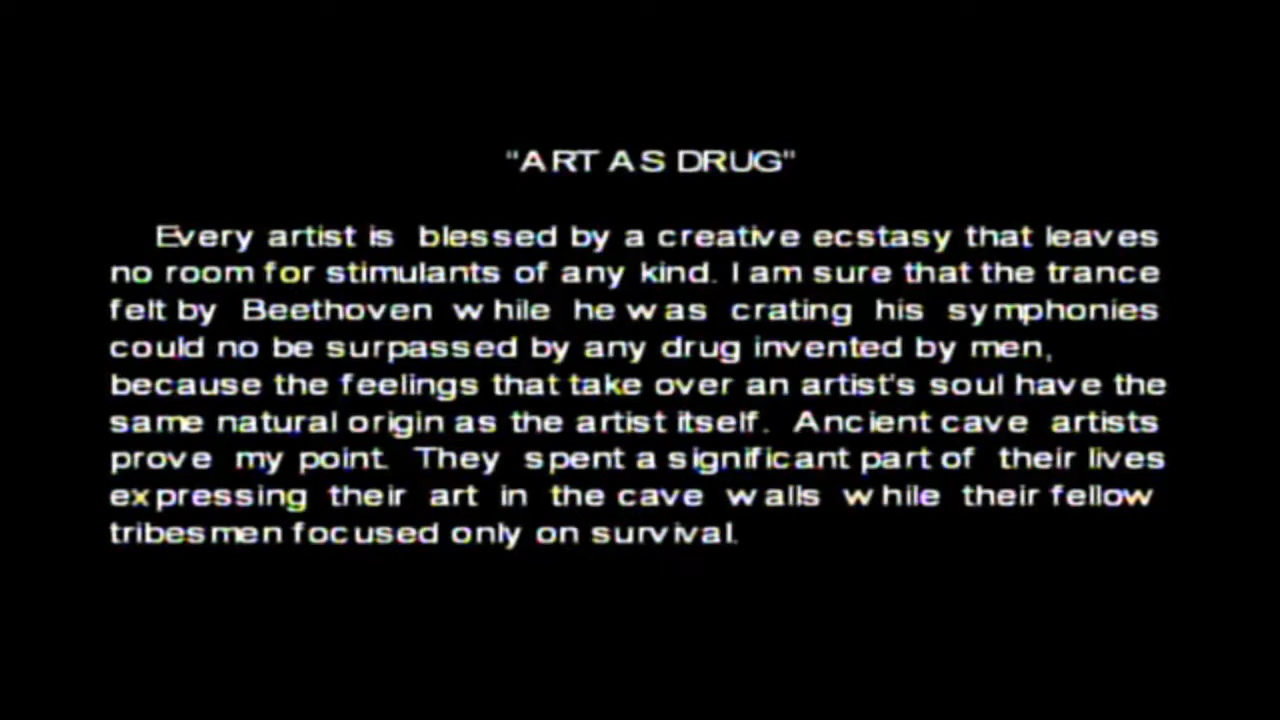 "ART AS DRUG"
Every artist is blessed by a creative ecstasy that leaves
no room for stimulants of any kind. I am sure that the trance
felt by Beethoven while he was crating his symphonies
could no be surpassed by any drug invented by men,
because the feelings that take over an artist's soul have the
same natural origin as the artist itself. Ancient cave artists
prove my point. They spent a significant part of their lives
expressing their art in the cave walls while their fellow
tribesmen focused only on survival.